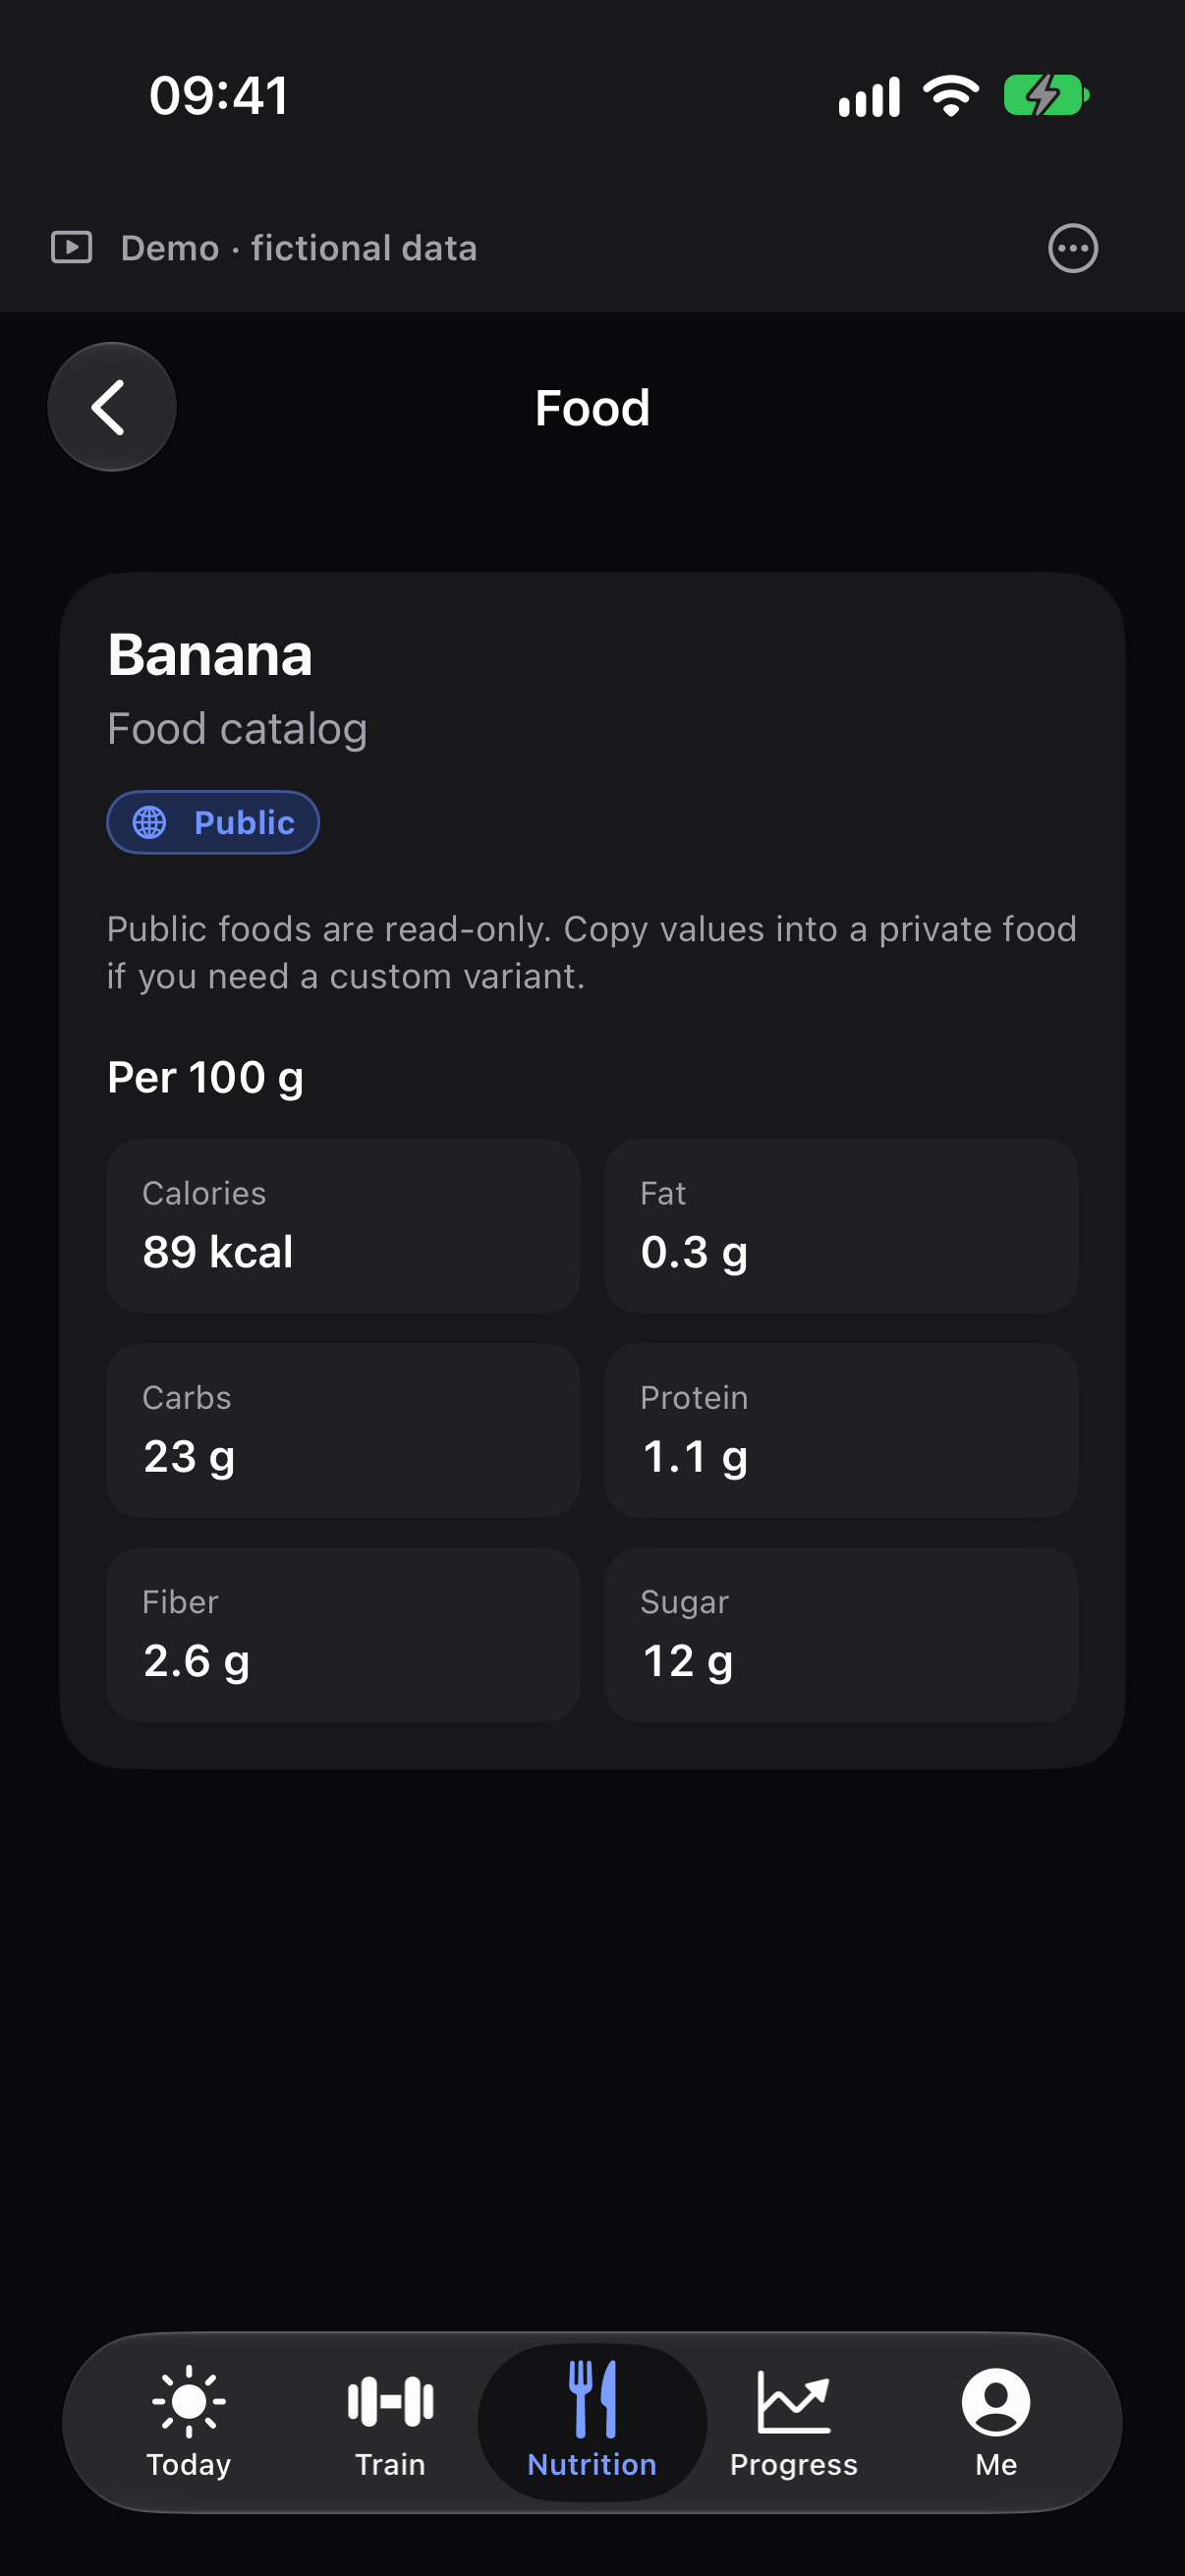 09:41
Demo · fictional data
Food
Banana
Food catalog
Public
Public foods are read-only. Copy values into a private food
if you need a custom variant.
Per 100 g
Calories
89 kcal
Fat
0.3 g
Carbs
23 g
Protein
1.1 g
Fiber
2.6 g
Sugar
12 g
Today
Train
Nutrition
Progress
Me